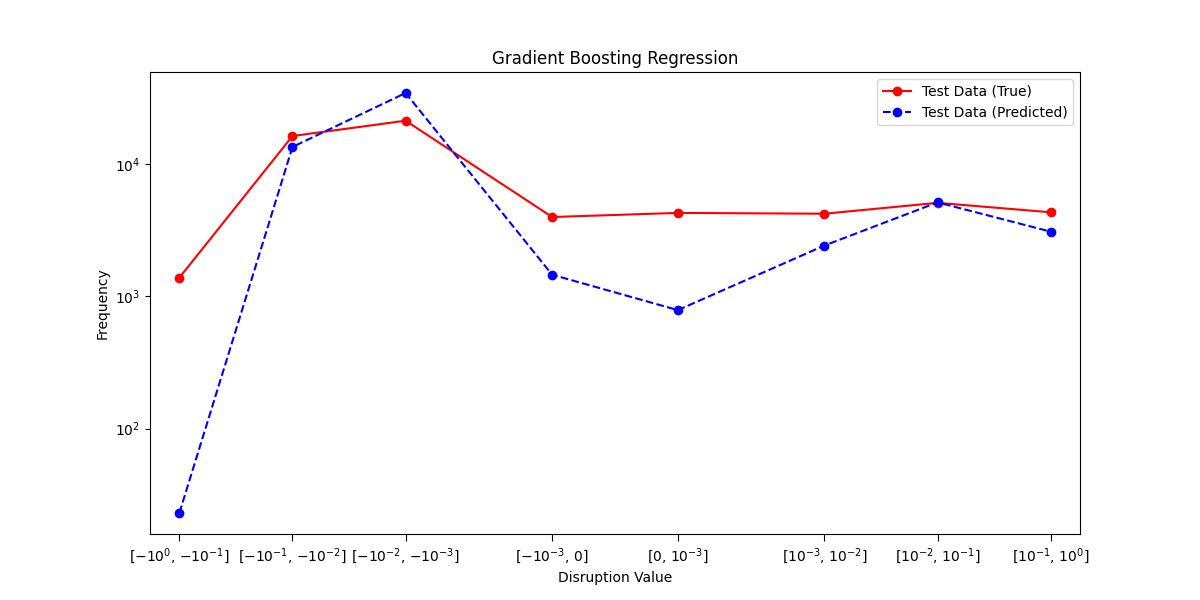 Gradient Boosting Regression
Test Data (True)
Test Data (Predicted)
10⁴
10³
10²
Frequency
[−10⁰, −10⁻¹] [−10⁻¹, −10⁻²] [−10⁻², −10⁻³] [−10⁻³, 0] [0, 10⁻³] [10⁻³, 10⁻²] [10⁻², 10⁻¹] [10⁻¹, 10⁰]
Disruption Value